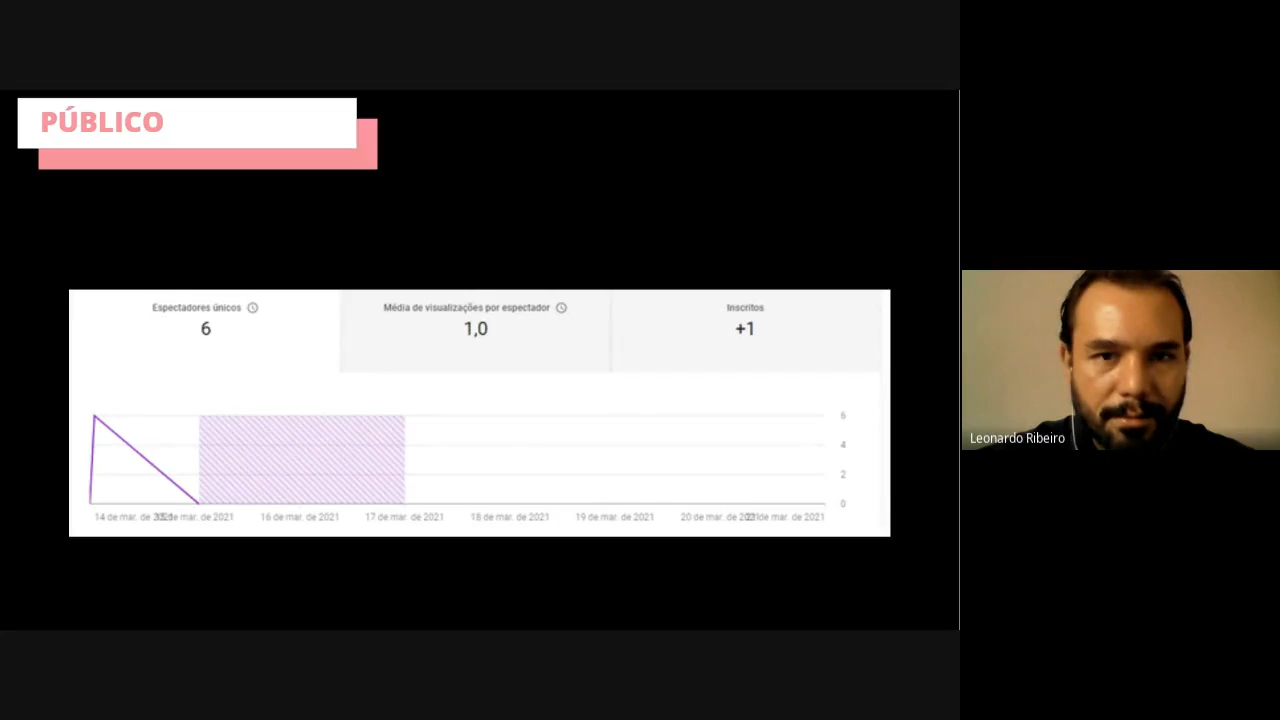 PÚBLICO
Espectadores únicos
6
Média de visualizações por espectador
1,0
Inscritos
+1
6
4
2
0
14 de mar. de
de mar. de 2021
16 de mar. de 2021
17 de mar. de 2021
18 de mar. de 2021
19 de mar. de 2021
20 de mar. de
de mar. de 2021
Leonardo Ribeiro